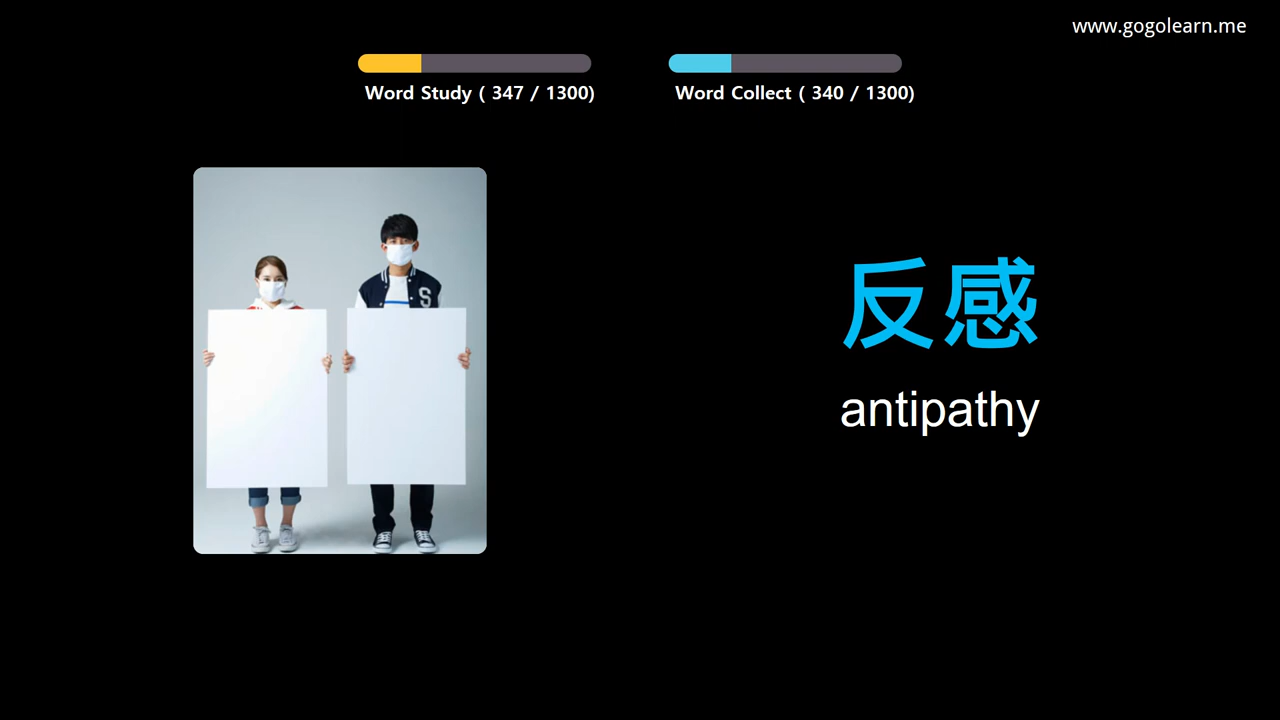 www.gogolearn.me
Word Study ( 347 / 1300)
Word Collect ( 340 / 1300)
S
反感
antipathy